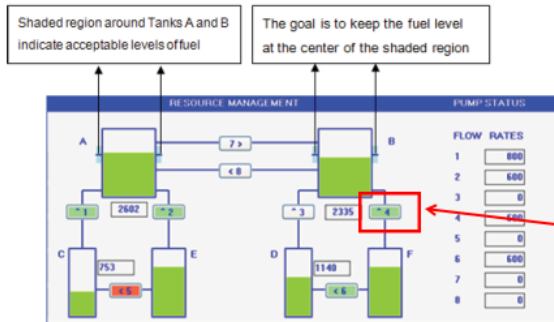 Shaded region around Tanks A and B
indicate acceptable levels of fuel
The goal is to keep the fuel level
at the center of the shaded region
RESOURCE MANAGEMENT
PUMP STATUS
A
7 >
B
FLOW RATES
< 8
1 800
2 600
^ 1
2602
^ 2
^ 3
2335
^ 4
3 0
4 600
C
753
E
D
1140
F
5 0
6 600
< 5
< 6
7 0
8 0